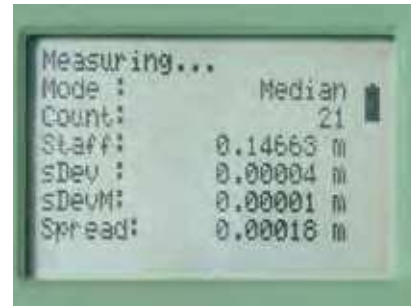 Measuring...
Mode : Median
Count: 21
Staff: 0.14663 m
sDev : 0.00004 m
sDevM: 0.00001 m
Spread: 0.00018 m